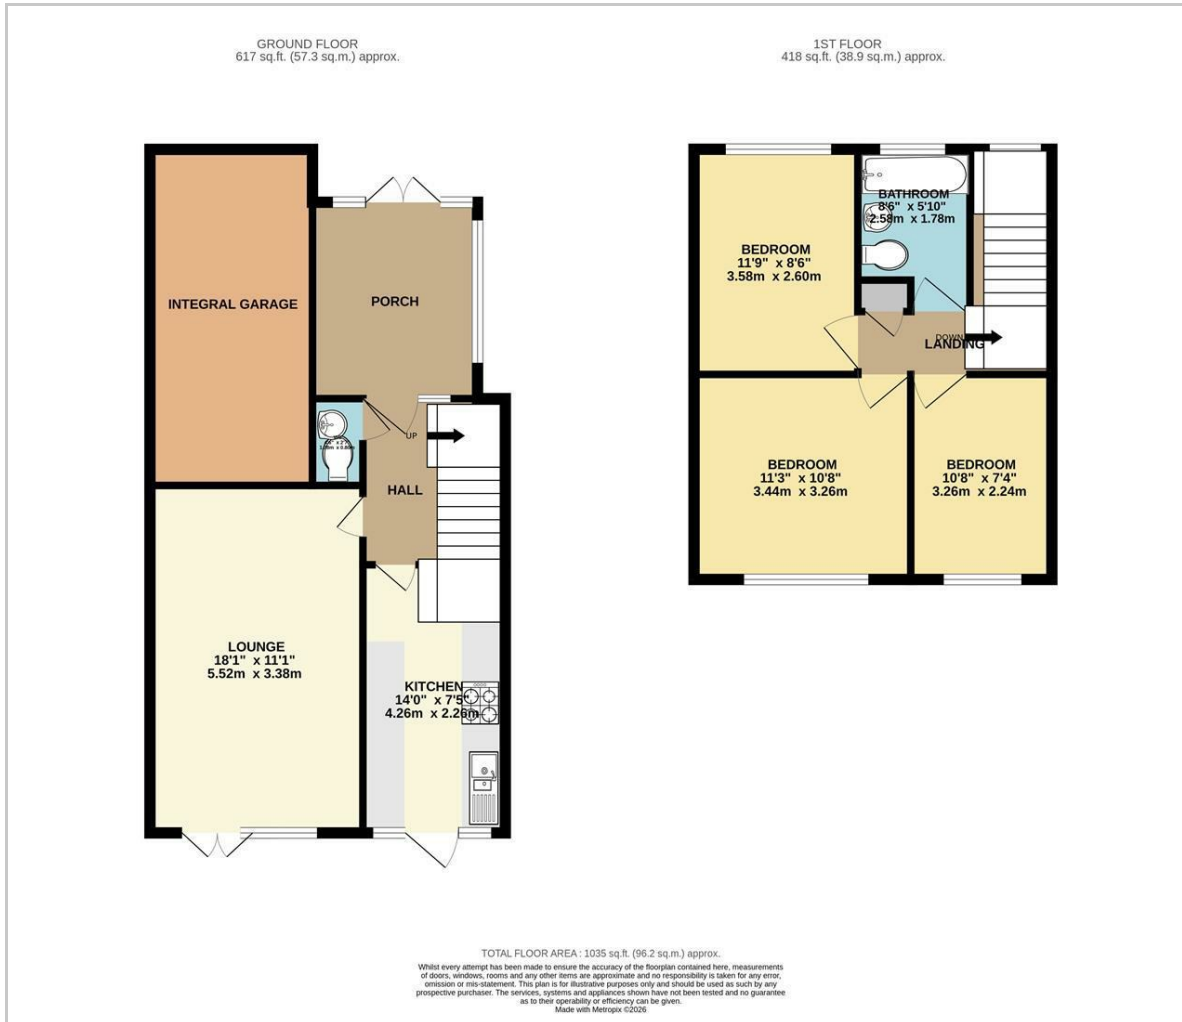 GROUND FLOOR
617 sq.ft. (57.3 sq.m.) approx.
INTEGRAL GARAGE
PORCH
UP
HALL
LOUNGE
18'1" x 11'1"
5.52m x 3.38m
KITCHEN
14'0" x 7'5"
4.26m x 2.26m
1ST FLOOR
418 sq.ft. (38.9 sq.m.) approx.
BATHROOM
8'6" x 5'10"
2.58m x 1.78m
BEDROOM
11'9" x 8'6"
3.58m x 2.60m
DOWN
LANDING
BEDROOM
11'3" x 10'8"
3.44m x 3.26m
BEDROOM
10'8" x 7'4"
3.26m x 2.24m
TOTAL FLOOR AREA : 1035 sq.ft. (96.2 sq.m.) approx.
Whilst every attempt has been made to ensure the accuracy of the floorplan contained here, measurements
of doors, windows, rooms and any other items are approximate and no responsibility is taken for any error,
omission or mis-statement. This plan is for illustrative purposes only and should be used as such by any
prospective purchaser. The services, systems and appliances shown have not been tested and no guarantee
as to their operability or efficiency can be given.
Made with Metropix ©2026